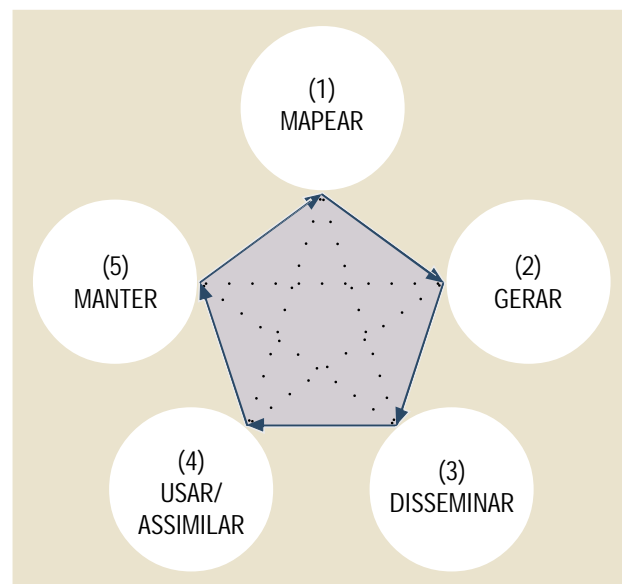 (1)
MAPEAR
(2)
GERAR
(3)
DISSEMINAR
(4)
USAR/
ASSIMILAR
(5)
MANTER